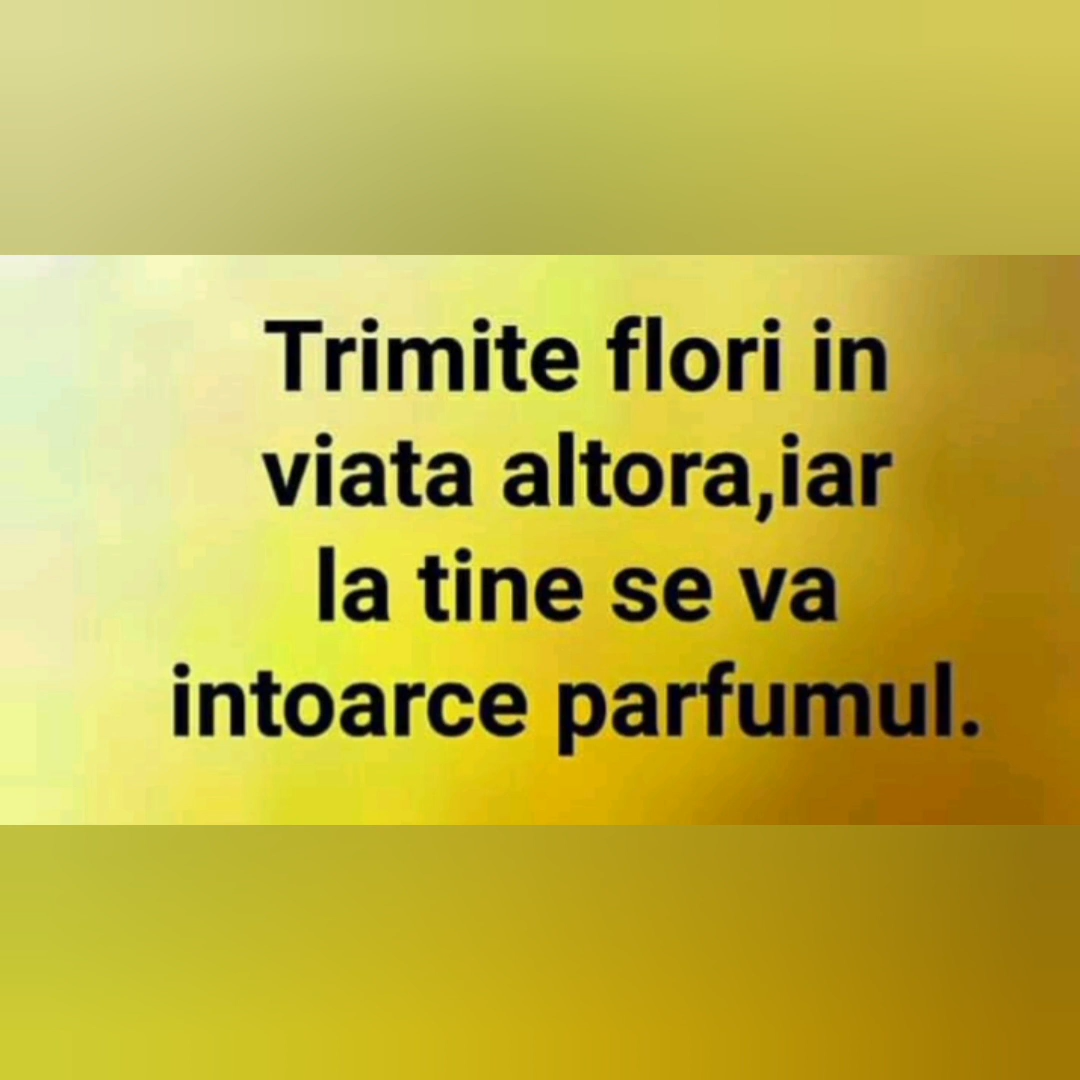 Trimite flori in
viata altora,iar
la tine se va
intoarce parfumul.